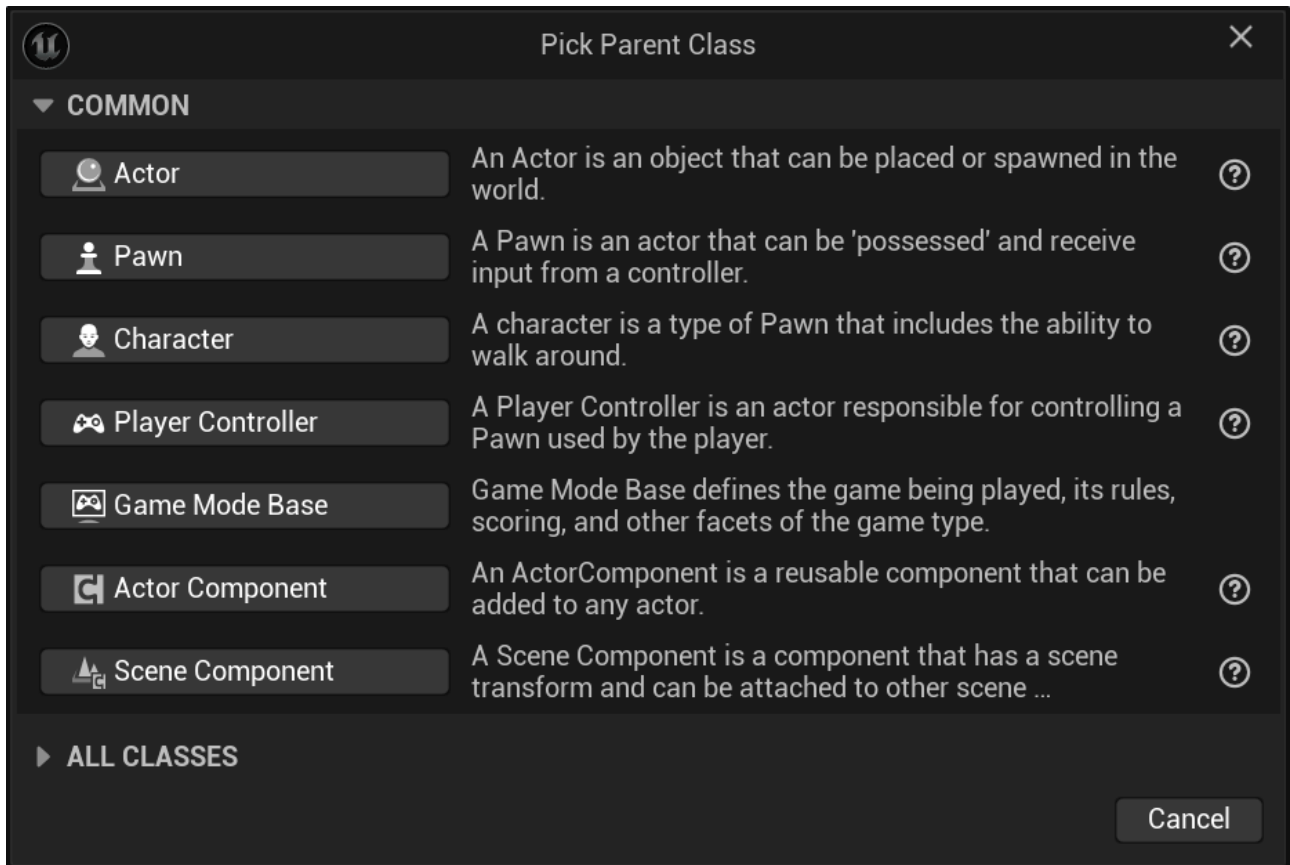 Pick Parent Class
COMMON
Actor
An Actor is an object that can be placed or spawned in the
world.
Pawn
A Pawn is an actor that can be 'possessed' and receive
input from a controller.
Character
A character is a type of Pawn that includes the ability to
walk around.
Player Controller
A Player Controller is an actor responsible for controlling a
Pawn used by the player.
Game Mode Base
Game Mode Base defines the game being played, its rules,
scoring, and other facets of the game type.
Actor Component
An ActorComponent is a reusable component that can be
added to any actor.
Scene Component
A Scene Component is a component that has a scene
transform and can be attached to other scene ...
ALL CLASSES
Cancel